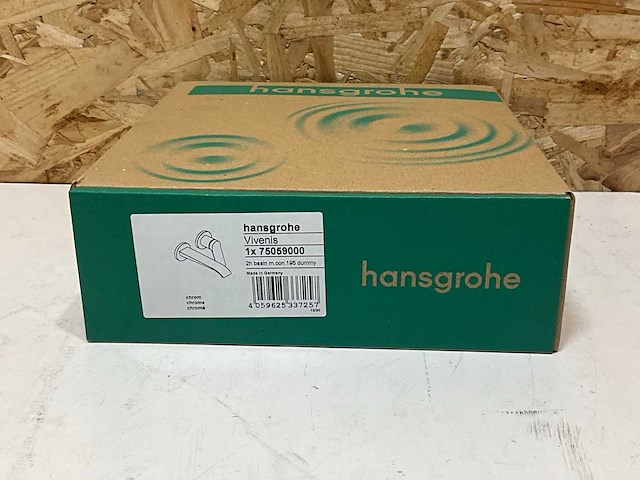 hansgrohe
hansgrohe
Vivenis
1x 75059000
2h basin m.con.195 dummy
Made in Germany
chrom
chrome
chromé
4 059625 337257
hansgrohe